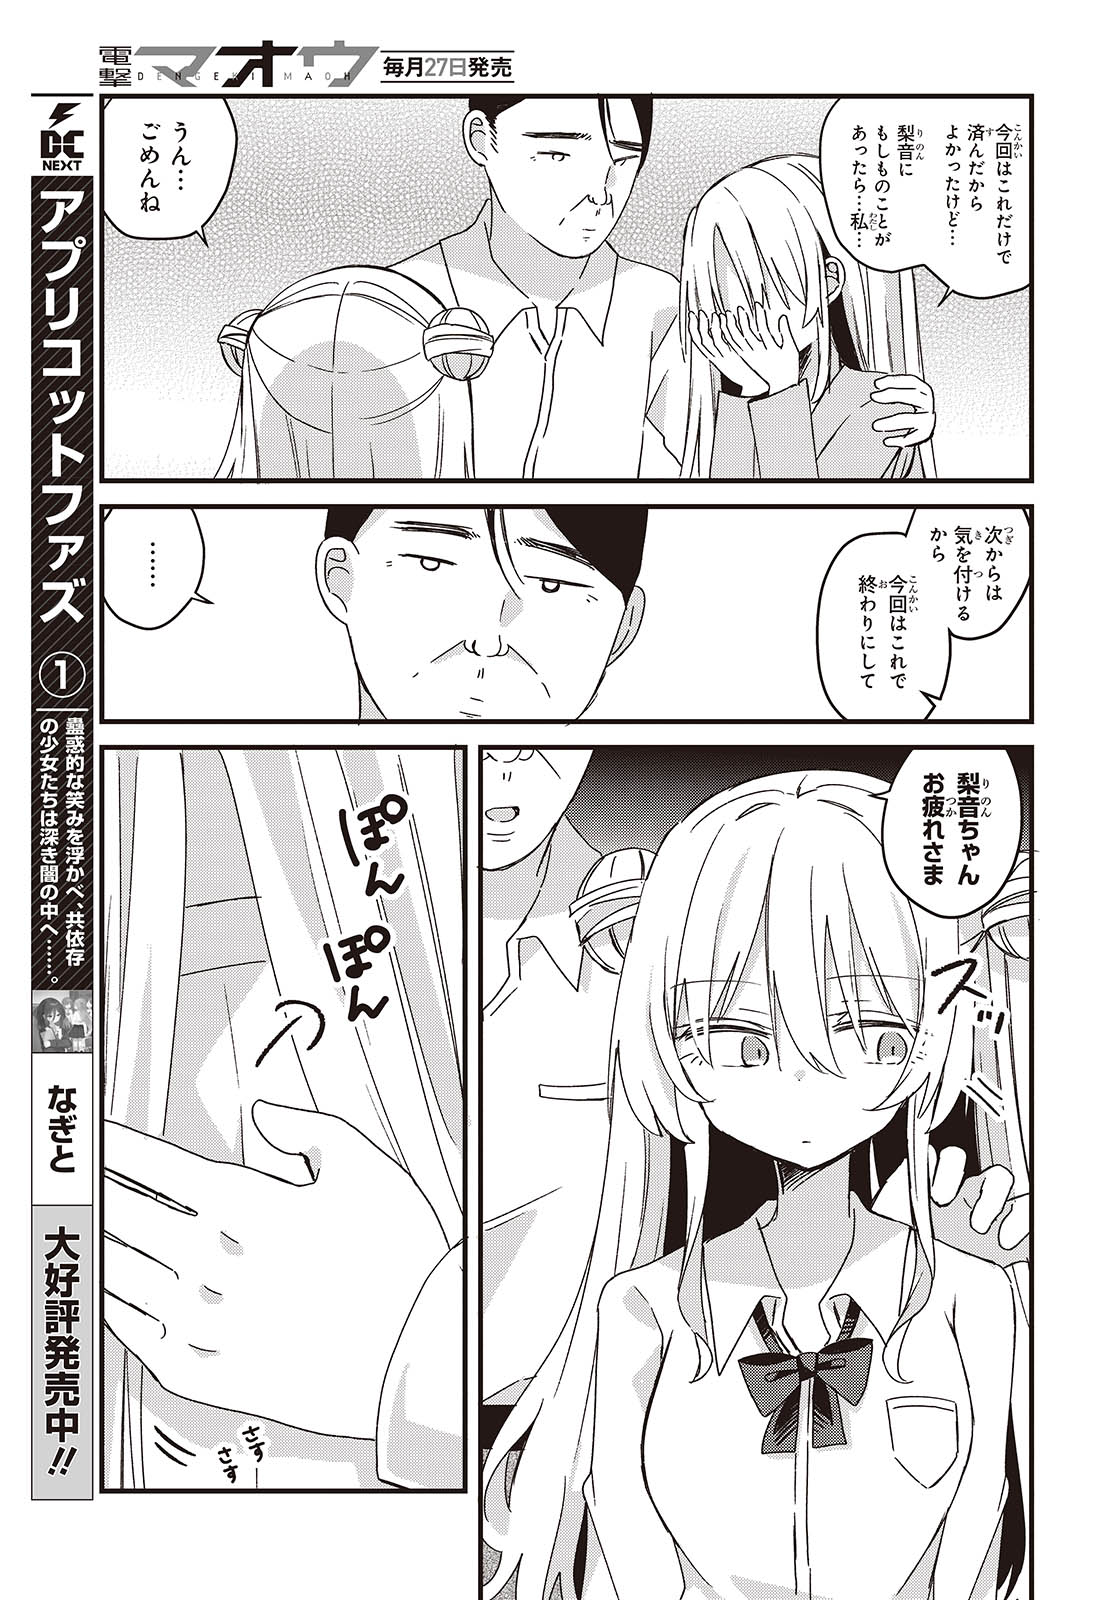 電撃マオウ
DENGEKI MAOH
毎月27日発売
今回はこれだけで
済んだから
よかったけど…
梨音に
もしものことが
あったら…私…
うん…
ごめんね
次からは
気を付ける
から
今回はこれで
終わりにして
……
梨音ちゃん
お疲れさま
スッ
ぽん
ぽん
さす
さす
DC
NEXT
アプリコットファズ
①
蠱惑的な笑みを浮かべ、共依存
の少女たちは深き闇の中へ……。
なぎと
大好評発売中!!